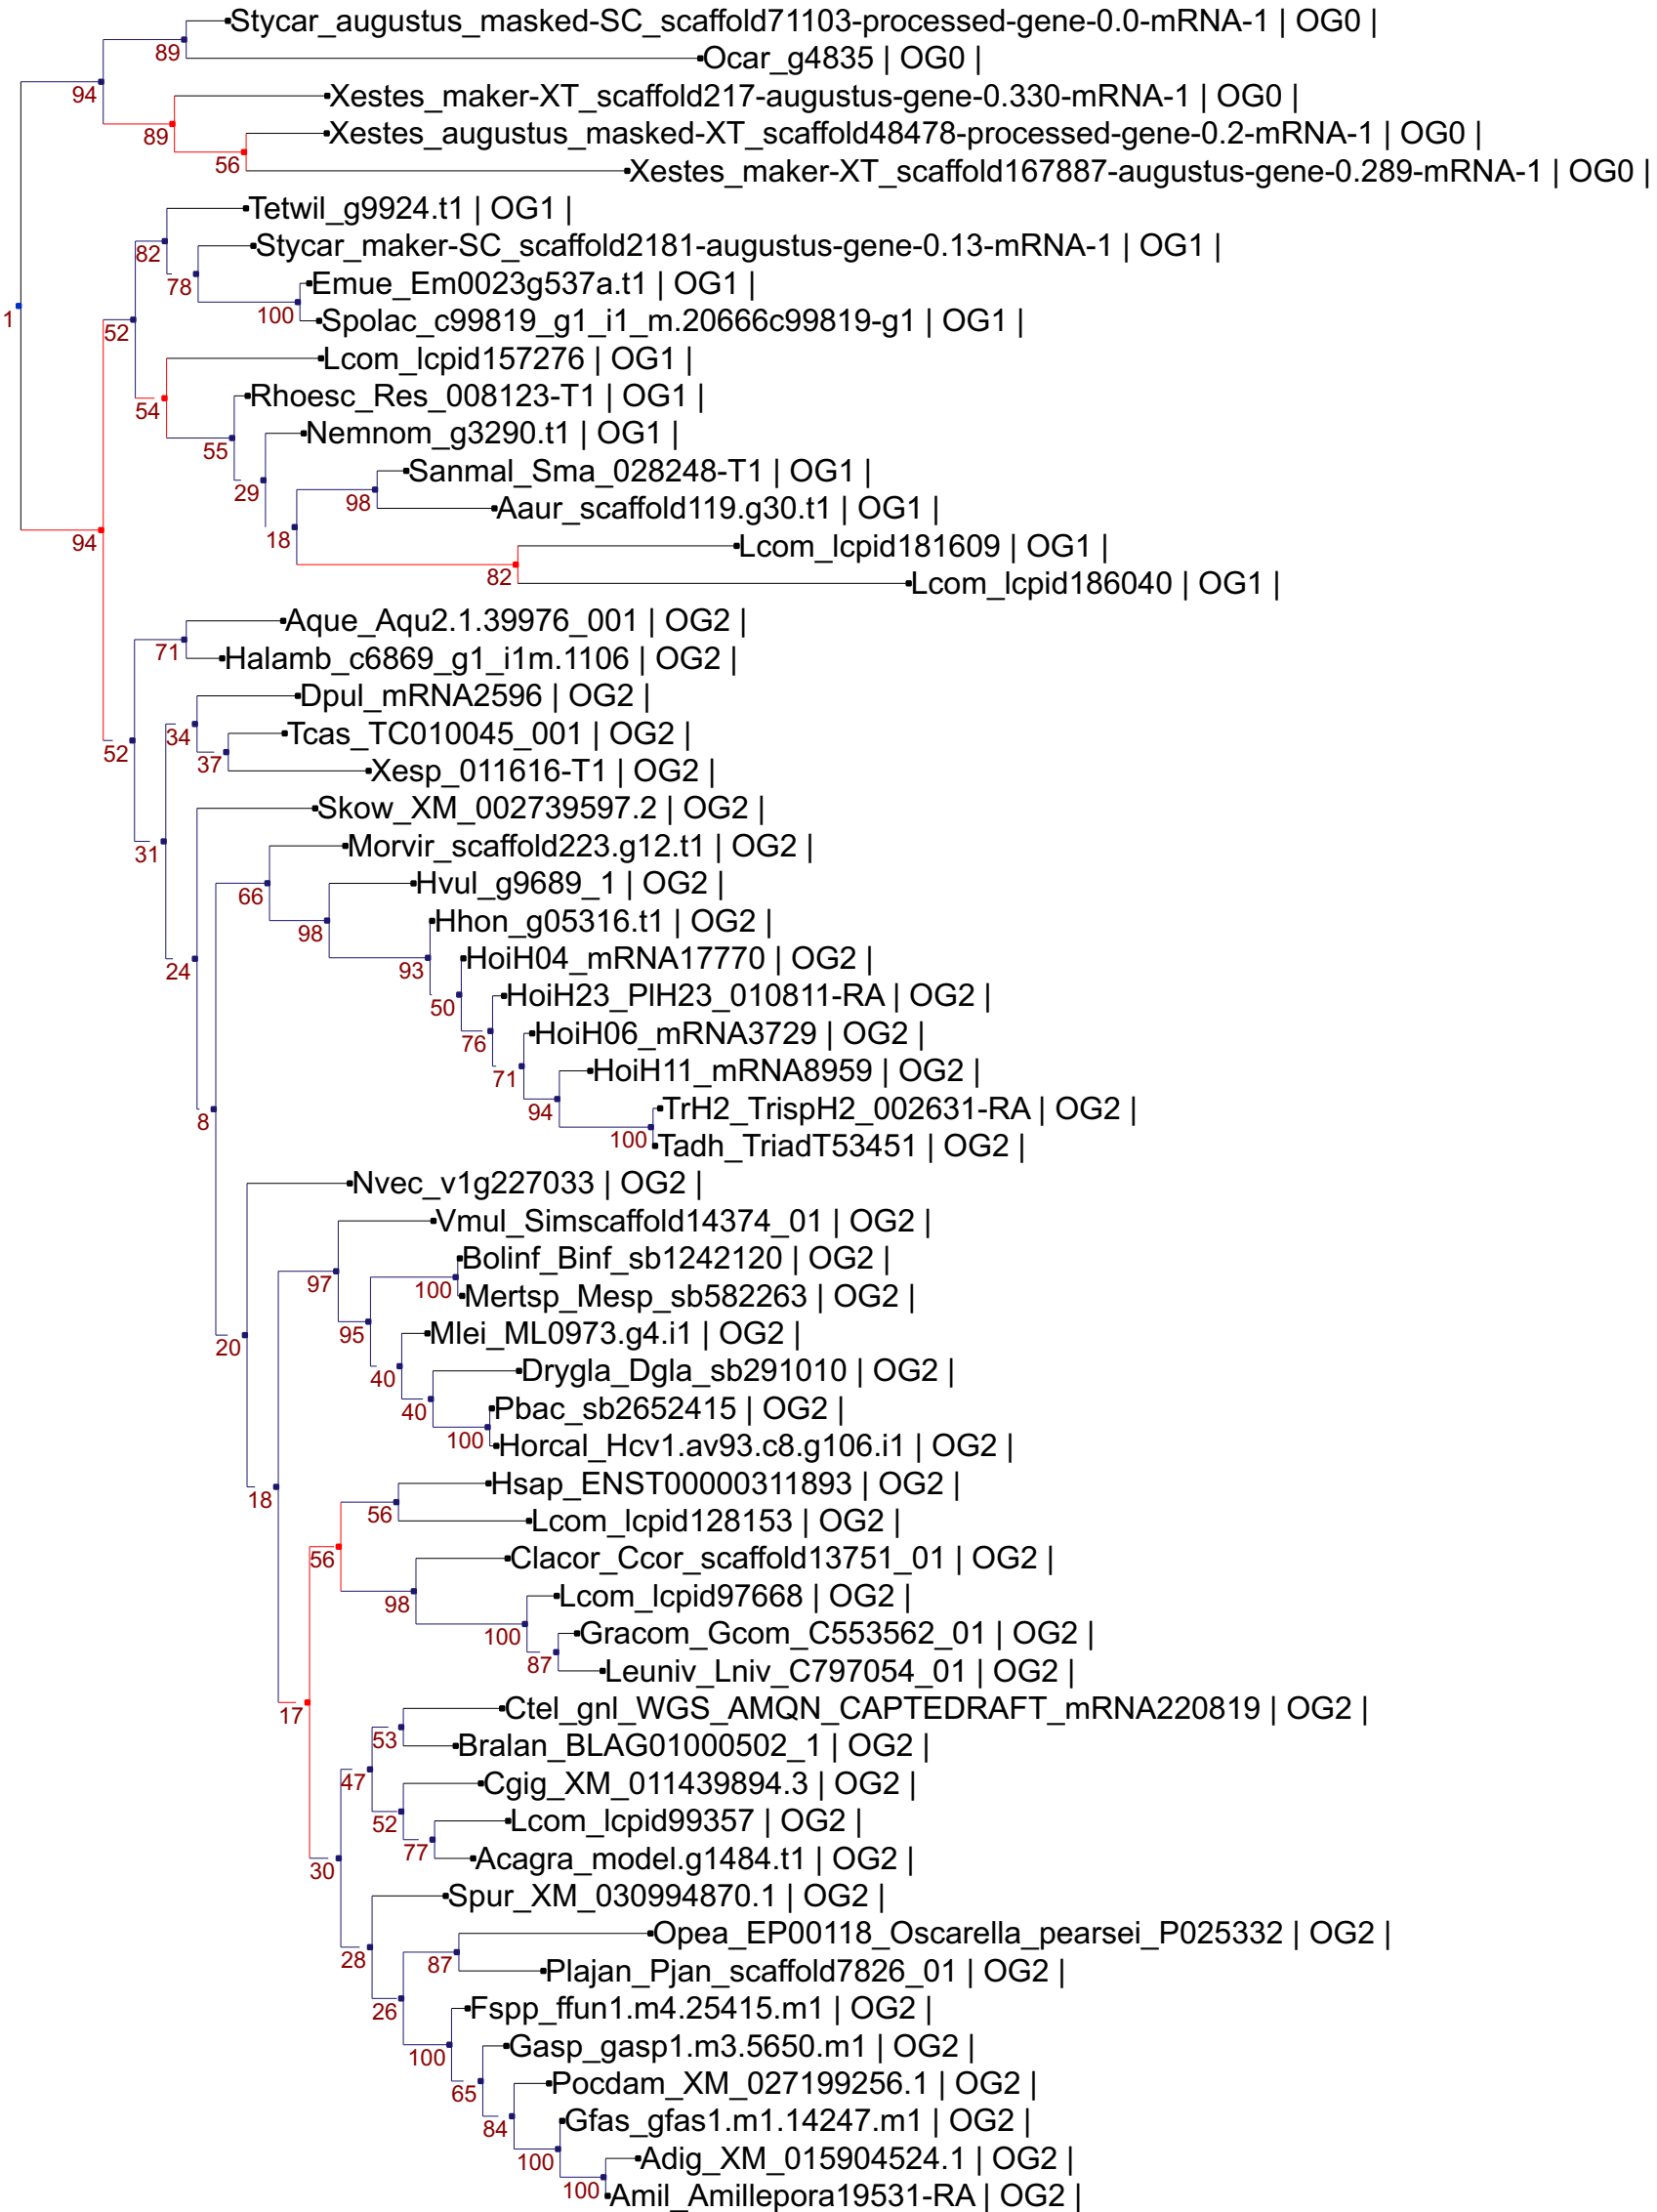 Stycar_augustus_masked-SC_scaffold71103-processed-gene-0.0-mRNA-1 | OG0 |
89
Ocar_g4835 | OG0 |
94
Xestes_maker-XT_scaffold217-augustus-gene-0.330-mRNA-1 | OG0 |
89
Xestes_augustus_masked-XT_scaffold48478-processed-gene-0.2-mRNA-1 | OG0 |
56
Xestes_maker-XT_scaffold167887-augustus-gene-0.289-mRNA-1 | OG0 |
Tetwil_g9924.t1 | OG1 |
82
Stycar_maker-SC_scaffold2181-augustus-gene-0.13-mRNA-1 | OG1 |
78
Emue_Em0023g537a.t1 | OG1 |
100
Spolac_c99819_g1_i1_m.20666c99819-g1 | OG1 |
1
52
Lcom_lcpid157276 | OG1 |
54
Rhoesc_Res_008123-T1 | OG1 |
55
Nemnom_g3290.t1 | OG1 |
29
Sanmal_Sma_028248-T1 | OG1 |
98
Aaur_scaffold119.g30.t1 | OG1 |
18
94
Lcom_lcpid181609 | OG1 |
82
Lcom_lcpid186040 | OG1 |
Aque_Aqu2.1.39976_001 | OG2 |
71
Halamb_c6869_g1_i1m.1106 | OG2 |
Dpul_mRNA2596 | OG2 |
34
Tcas_TC010045_001 | OG2 |
52
37
Xesp_011616-T1 | OG2 |
Skow_XM_002739597.2 | OG2 |
31
Morvir_scaffold223.g12.t1 | OG2 |
66
Hvul_g9689_1 | OG2 |
98
Hhon_g05316.t1 | OG2 |
24
93
HoiH04_mRNA17770 | OG2 |
50
HoiH23_PlH23_010811-RA | OG2 |
76
HoiH06_mRNA3729 | OG2 |
71
HoiH11_mRNA8959 | OG2 |
94
TrH2_TrispH2_002631-RA | OG2 |
8
100
Tadh_TriadT53451 | OG2 |
Nvec_v1g227033 | OG2 |
Vmul_Simscaffold14374_01 | OG2 |
97
Bolinf_Binf_sb1242120 | OG2 |
100
Mertsp_Mesp_sb582263 | OG2 |
95
Mlei_ML0973.g4.i1 | OG2 |
20
40
Drygla_Dgla_sb291010 | OG2 |
40
Pbac_sb2652415 | OG2 |
100
Horcal_Hcv1.av93.c8.g106.i1 | OG2 |
Hsap_ENST00000311893 | OG2 |
18
56
Lcom_lcpid128153 | OG2 |
56
Clacor_Ccor_scaffold13751_01 | OG2 |
98
Lcom_lcpid97668 | OG2 |
100
Gracom_Gcom_C553562_01 | OG2 |
87
Leuniv_Lniv_C797054_01 | OG2 |
17
Ctel_gnl_WGS_AMQN_CAPTEDRAFT_mRNA220819 | OG2 |
53
Bralan_BLAG01000502_1 | OG2 |
47
Cgig_XM_011439894.3 | OG2 |
52
Lcom_lcpid99357 | OG2 |
77
Acagra_model.g1484.t1 | OG2 |
30
Spur_XM_030994870.1 | OG2 |
28
Opea_EP00118_Oscarella_pearsei_P025332 | OG2 |
87
Plajan_Pjan_scaffold7826_01 | OG2 |
26
Fspp_ffun1.m4.25415.m1 | OG2 |
100
Gasp_gasp1.m3.5650.m1 | OG2 |
65
Pocdam_XM_027199256.1 | OG2 |
84
Gfas_gfas1.m1.14247.m1 | OG2 |
100
Adig_XM_015904524.1 | OG2 |
100
Amil_Amillepora19531-RA | OG2 |